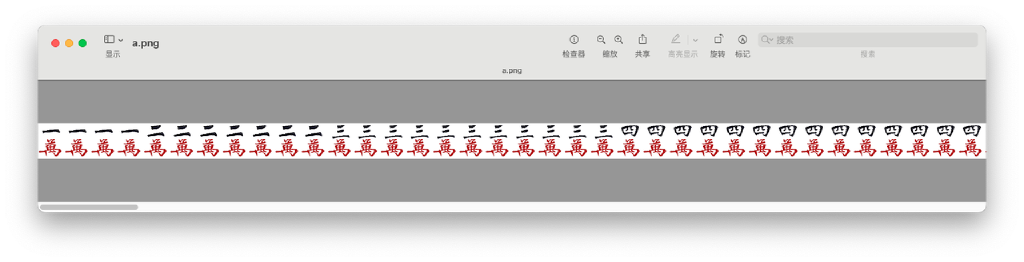 a.png
显示
检查器
缩放
共享
高亮显示
旋转
标记
搜索
搜索
a.png
一 一 一 一 二 二 二 二 二 二 二 三 三 三 三 三 三 三 三 三 三 三 四 四 四 四 四 四 四 四 四 四 四 四 四 四
萬 萬 萬 萬 萬 萬 萬 萬 萬 萬 萬 萬 萬 萬 萬 萬 萬 萬 萬 萬 萬 萬 萬 萬 萬 萬 萬 萬 萬 萬 萬 萬 萬 萬 萬 萬